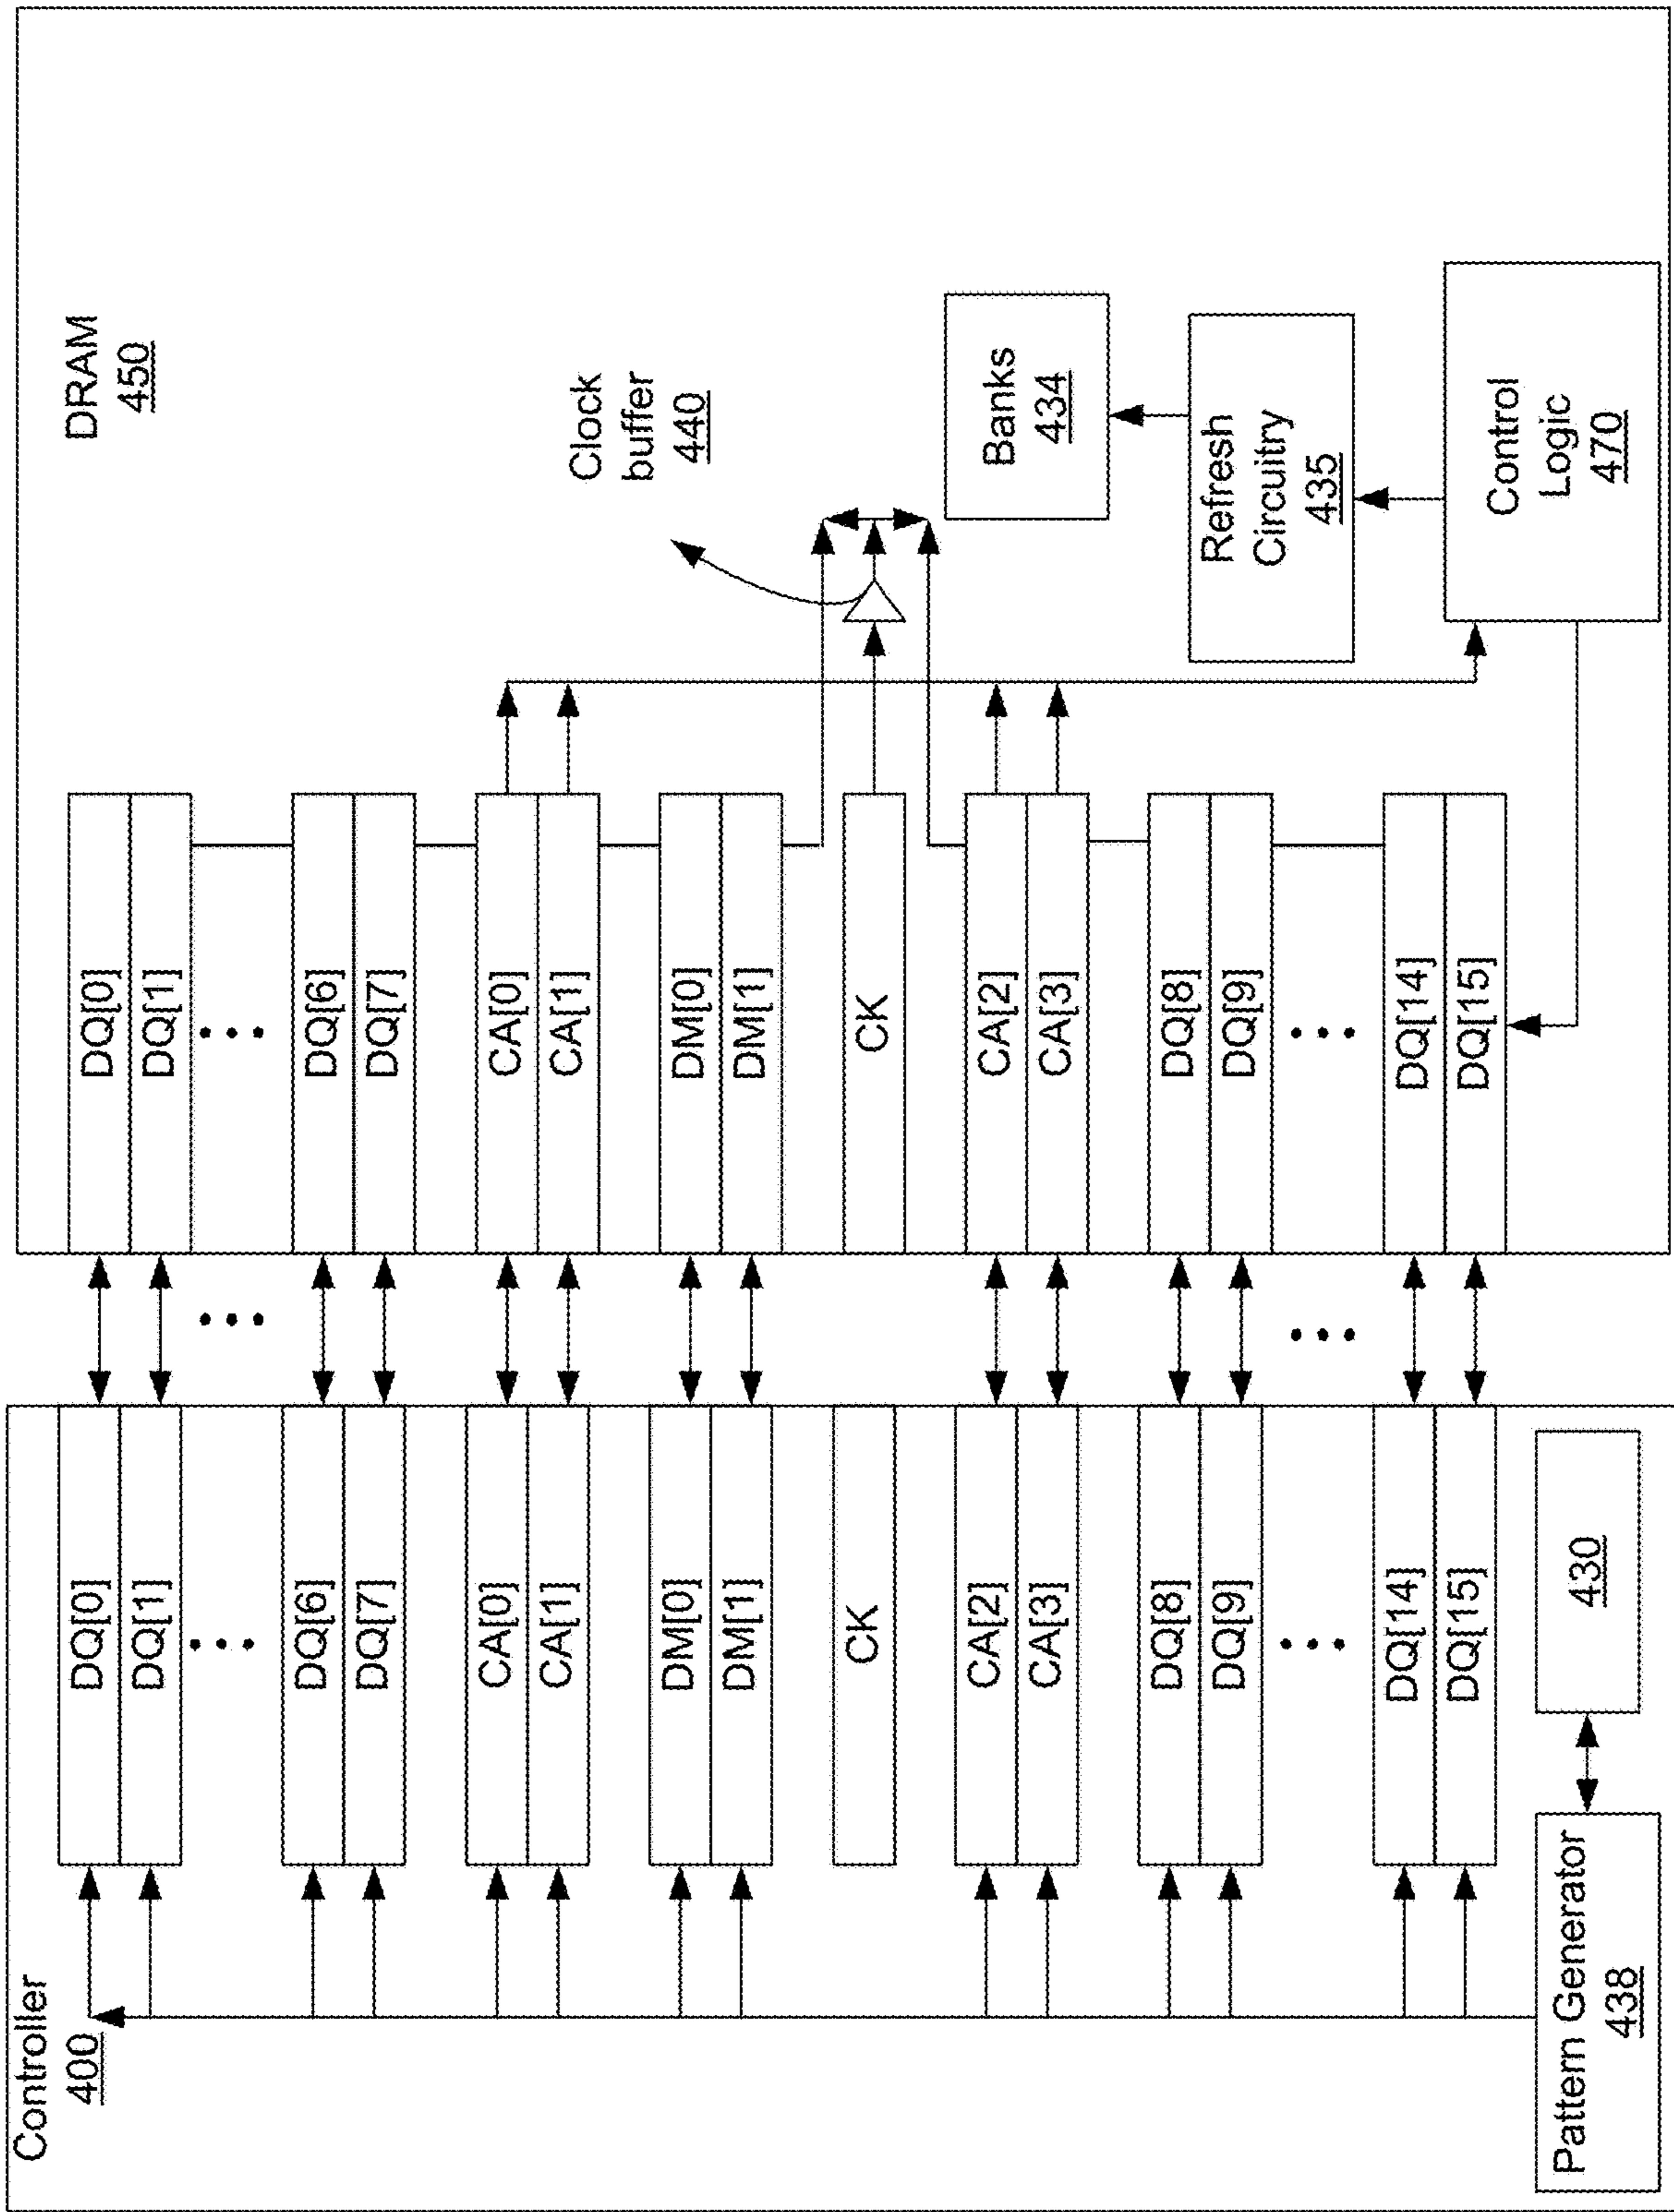 Controller
400
DQ[0]
DQ[1]
DQ[6]
DQ[7]
CA[0]
CA[1]
DM[0]
DM[1]
CK
CA[2]
CA[3]
DQ[8]
DQ[9]
DQ[14]
DQ[15]
Pattern Generator
438
430
DRAM
450
DQ[0]
DQ[1]
DQ[6]
DQ[7]
CA[0]
CA[1]
DM[0]
DM[1]
CK
CA[2]
CA[3]
DQ[8]
DQ[9]
DQ[14]
DQ[15]
Clock
buffer
440
Banks
434
Refresh
Circuitry
435
Control
Logic
470